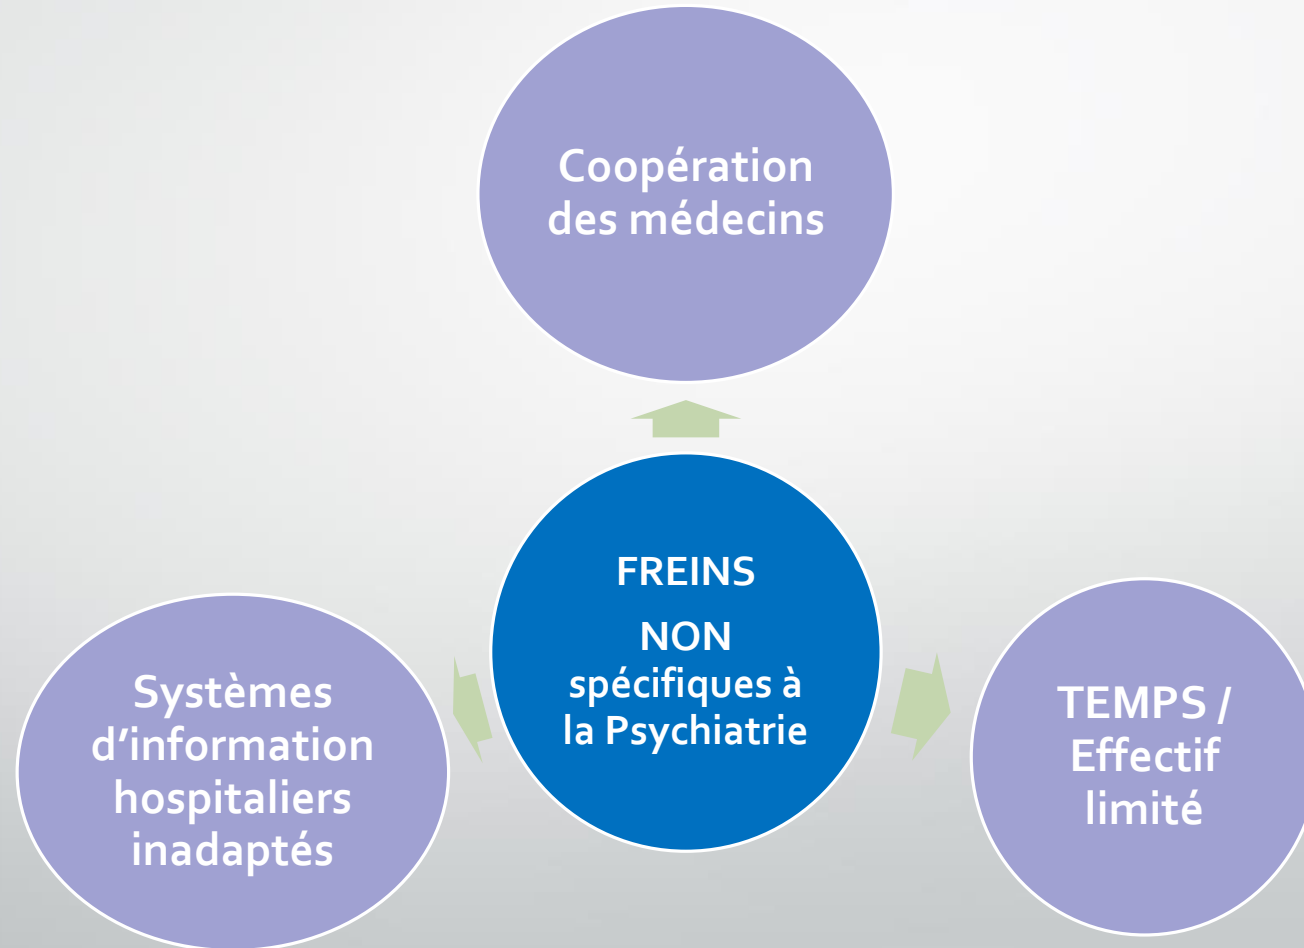 Coopération
des médecins
FREINS
NON
spécifiques à
la Psychiatrie
Systèmes
d’information
hospitaliers
inadaptés
TEMPS /
Effectif
limité